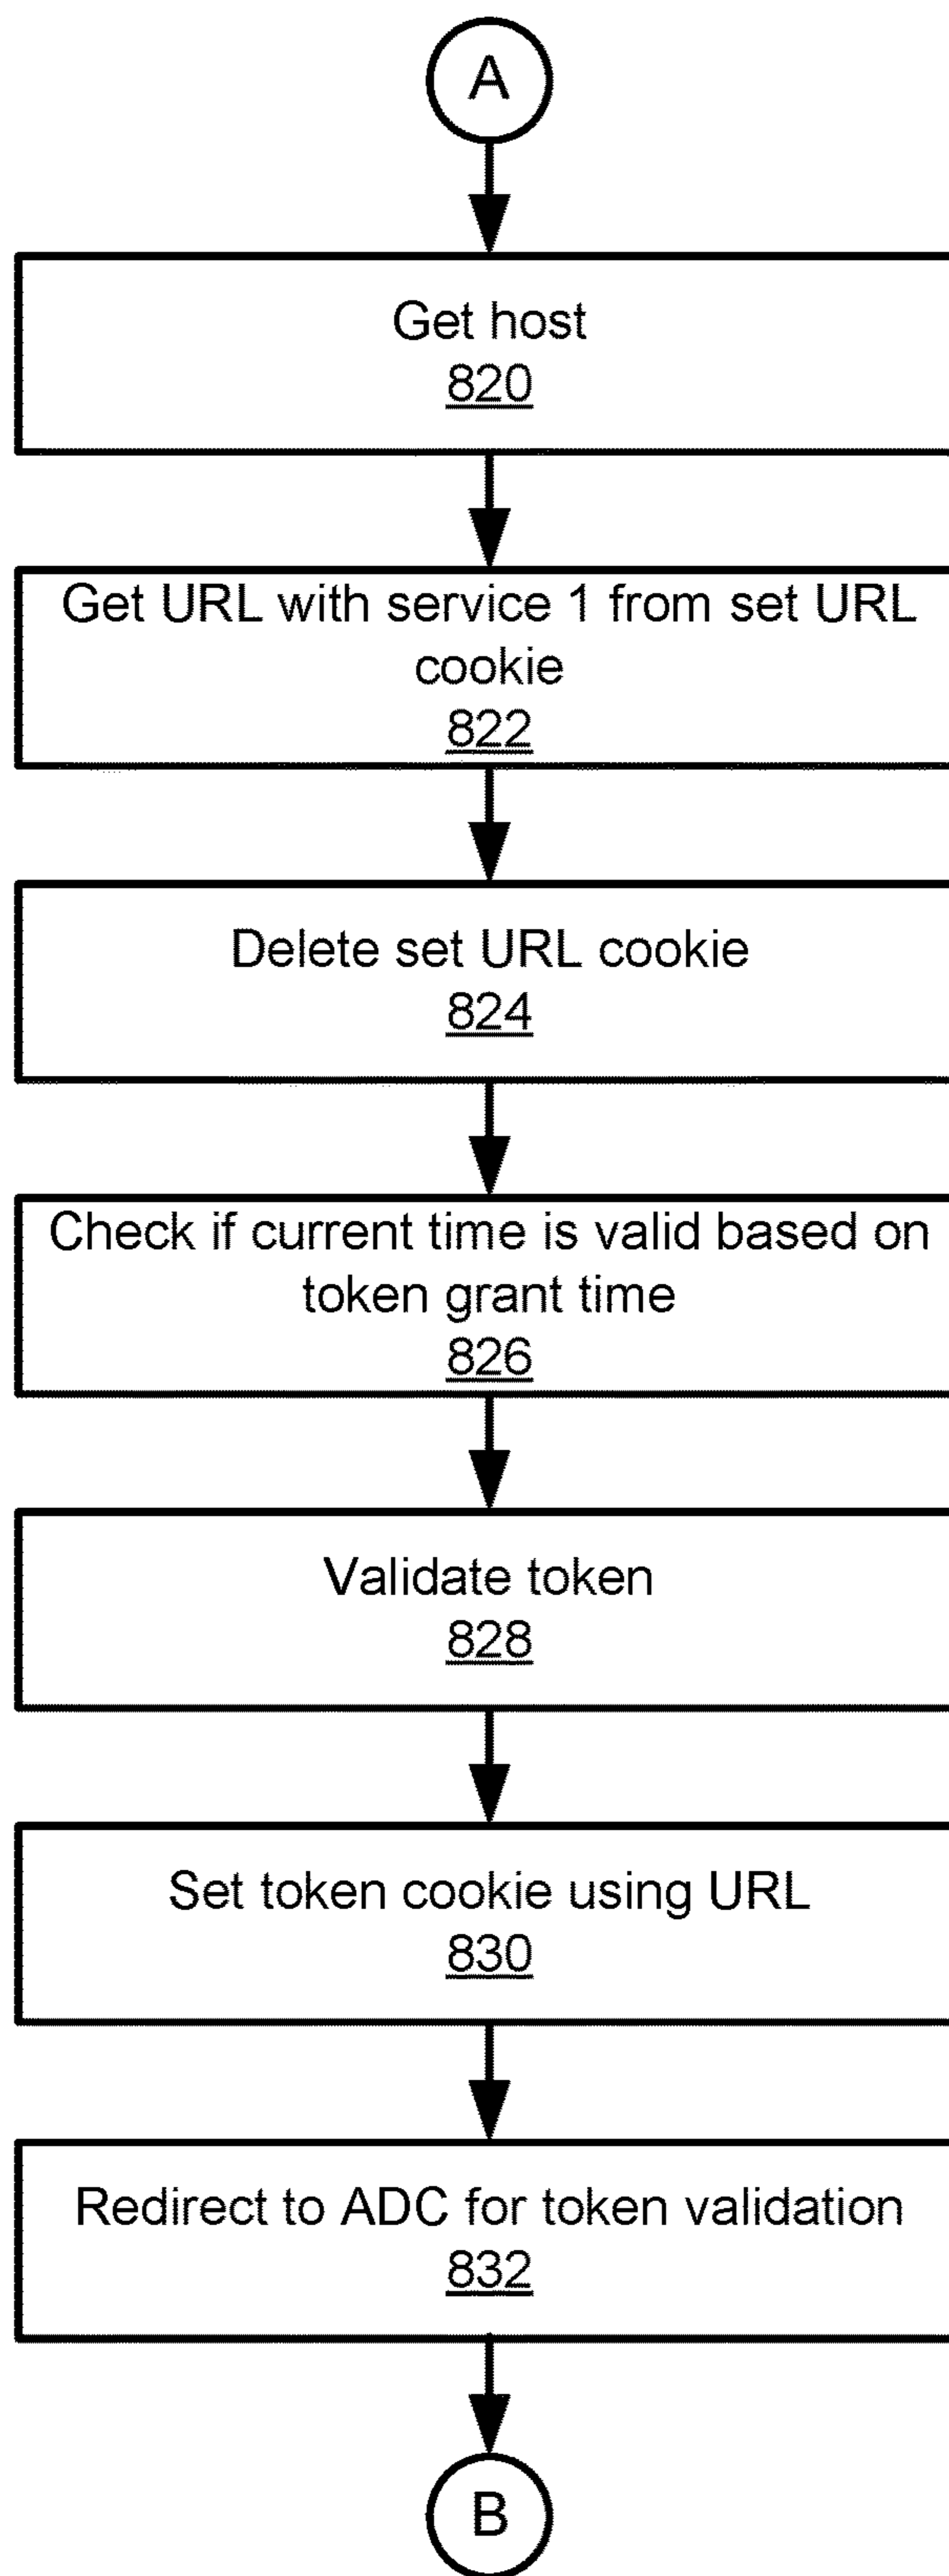 A
Get host
820
Get URL with service 1 from set URL
cookie
822
Delete set URL cookie
824
Check if current time is valid based on
token grant time
826
Validate token
828
Set token cookie using URL
830
Redirect to ADC for token validation
832
B